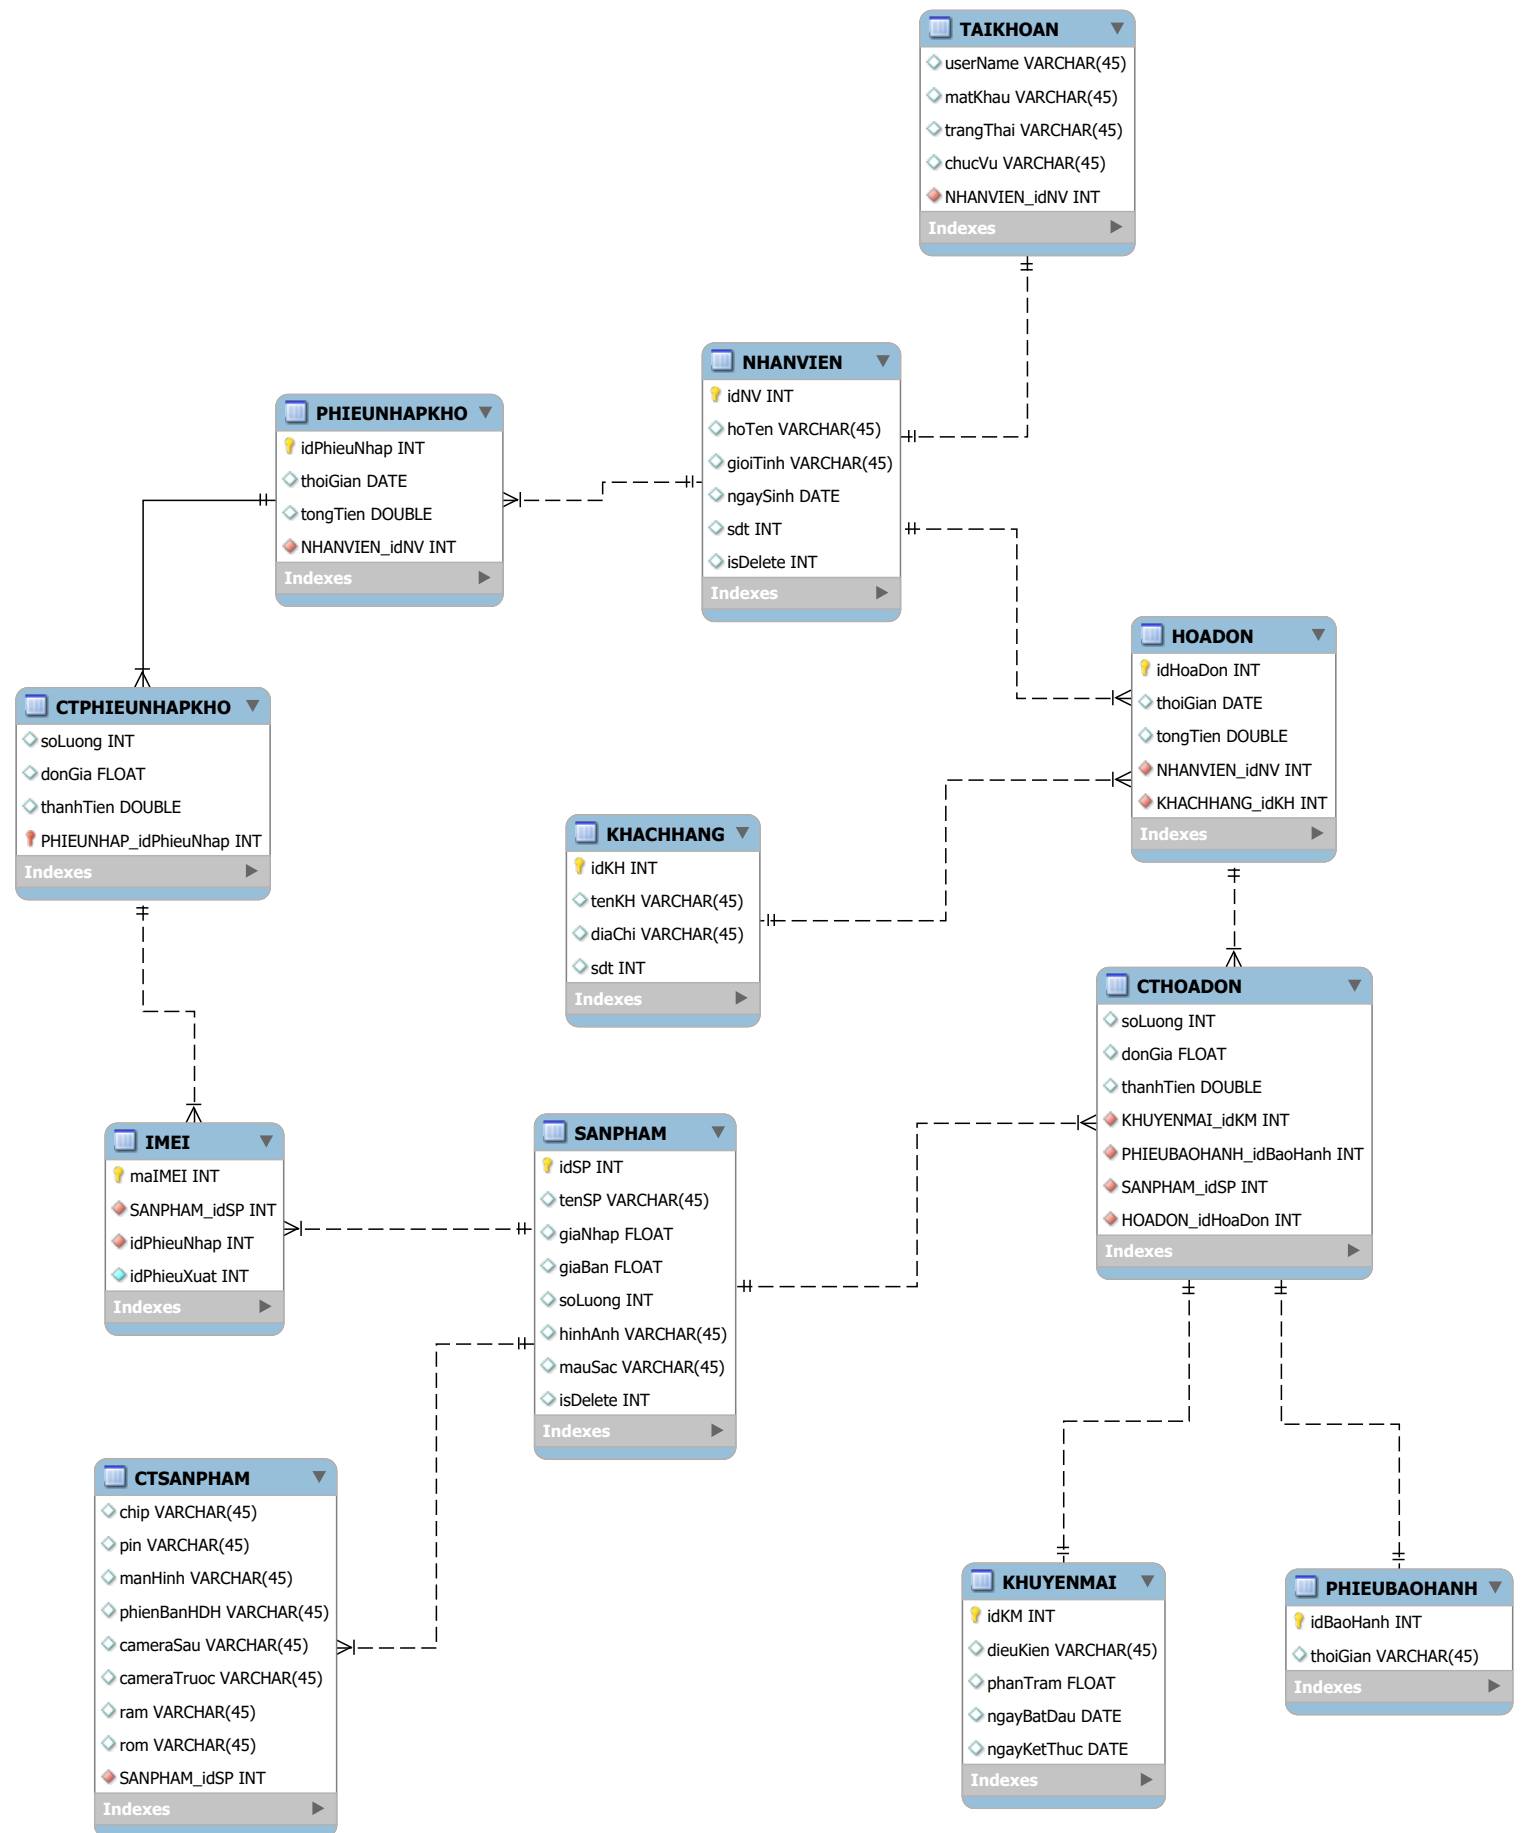 TAIKHOAN
userName VARCHAR(45)
matKhau VARCHAR(45)
trangThai VARCHAR(45)
chucVu VARCHAR(45)
NHANVIEN_idNV INT
Indexes
NHANVIEN
idNV INT
hoTen VARCHAR(45)
gioiTinh VARCHAR(45)
ngaySinh DATE
sdt INT
isDelete INT
Indexes
PHIEUNHAPKHO
idPhieuNhap INT
thoiGian DATE
tongTien DOUBLE
NHANVIEN_idNV INT
Indexes
HOADON
idHoaDon INT
thoiGian DATE
tongTien DOUBLE
NHANVIEN_idNV INT
KHACHHANG_idKH INT
Indexes
CTPHIEUNHAPKHO
soLuong INT
donGia FLOAT
thanhTien DOUBLE
PHIEUNHAP_idPhieuNhap INT
Indexes
KHACHHANG
idKH INT
tenKH VARCHAR(45)
diaChi VARCHAR(45)
sdt INT
Indexes
CTHOADON
soLuong INT
donGia FLOAT
thanhTien DOUBLE
KHUYENMAI_idKM INT
PHIEUBAOHANH_idBaoHanh INT
SANPHAM_idSP INT
HOADON_idHoaDon INT
Indexes
IMEI
maIMEI INT
SANPHAM_idSP INT
idPhieuNhap INT
idPhieuXuat INT
Indexes
SANPHAM
idSP INT
tenSP VARCHAR(45)
giaNhap FLOAT
giaBan FLOAT
soLuong INT
hinhAnh VARCHAR(45)
mauSac VARCHAR(45)
isDelete INT
Indexes
CTSANPHAM
chip VARCHAR(45)
pin VARCHAR(45)
manHinh VARCHAR(45)
phienBanHDH VARCHAR(45)
cameraSau VARCHAR(45)
cameraTruoc VARCHAR(45)
ram VARCHAR(45)
rom VARCHAR(45)
SANPHAM_idSP INT
Indexes
KHUYENMAI
idKM INT
dieuKien VARCHAR(45)
phanTram FLOAT
ngayBatDau DATE
ngayKetThuc DATE
Indexes
PHIEUBAOHANH
idBaoHanh INT
thoiGian VARCHAR(45)
Indexes